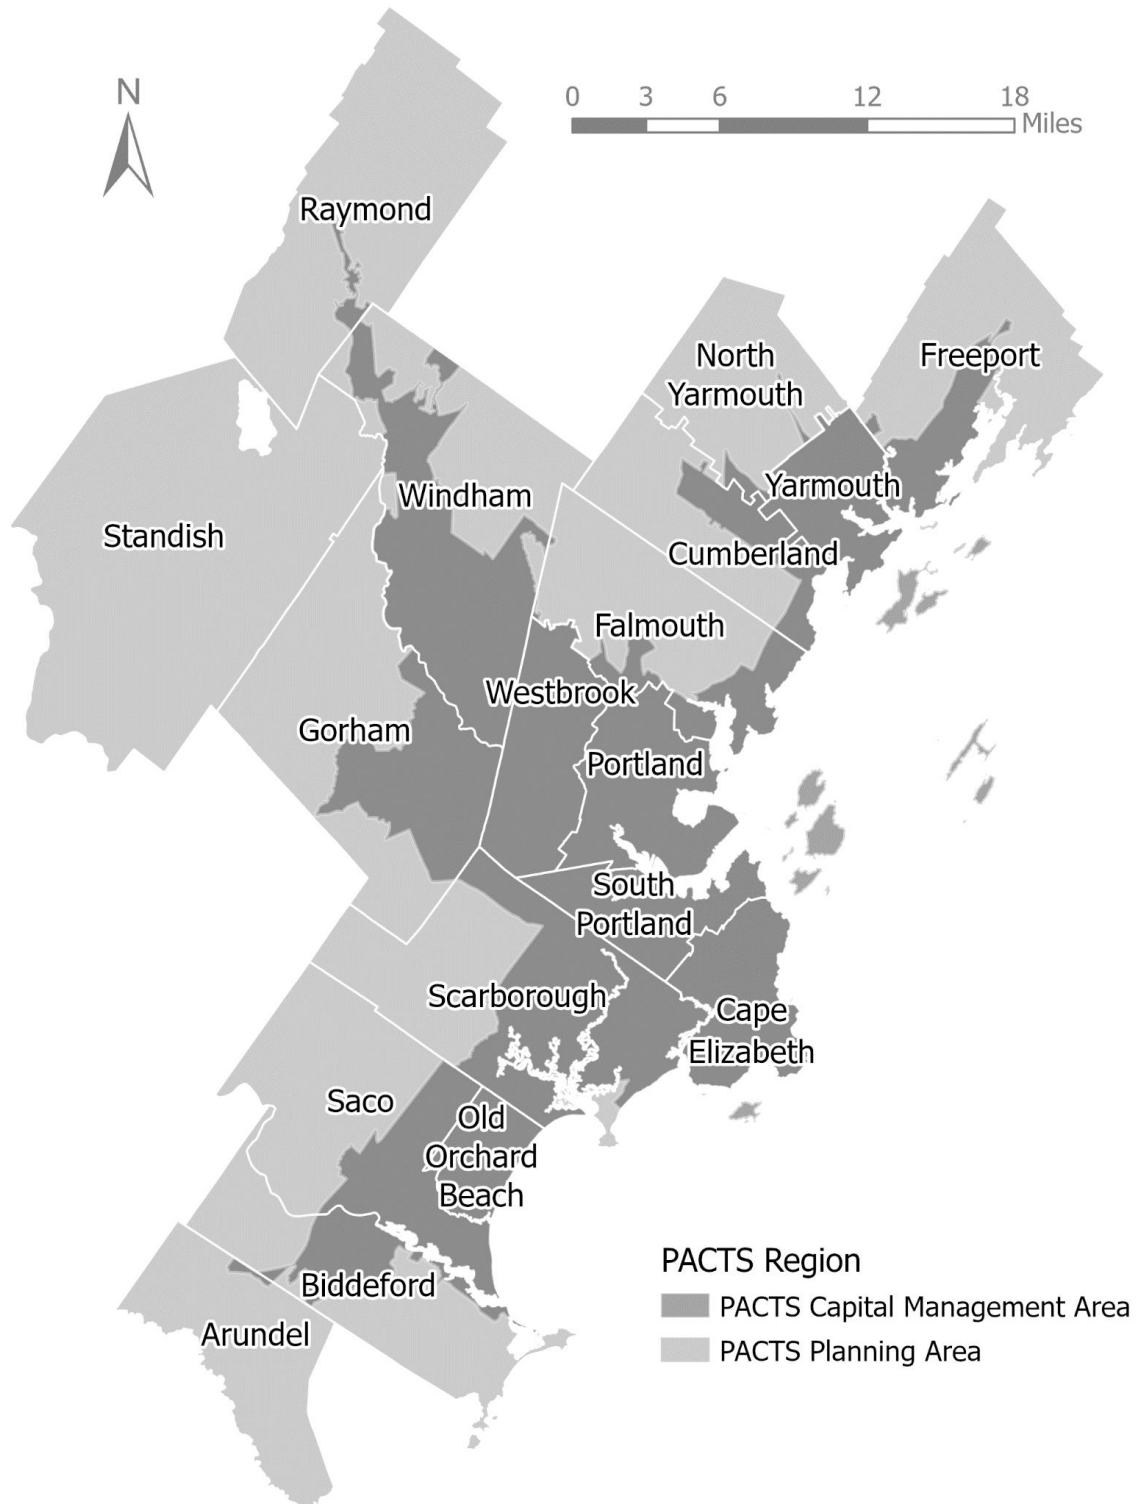 N
0 3 6 12 18
Miles
Raymond
North
Yarmouth
Freeport
Yarmouth
Windham
Standish
Cumberland
Falmouth
Westbrook
Gorham
Portland
South
Portland
Scarborough
Cape
Elizabeth
Saco
Old
Orchard
Beach
Biddeford
Arundel
PACTS Region
PACTS Capital Management Area
PACTS Planning Area